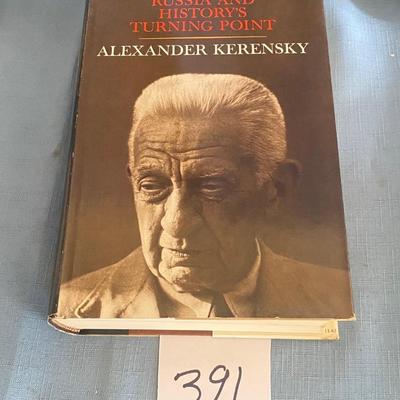 RUSSIA AND
HISTORY'S
TURNING POINT
ALEXANDER KERENSKY
391